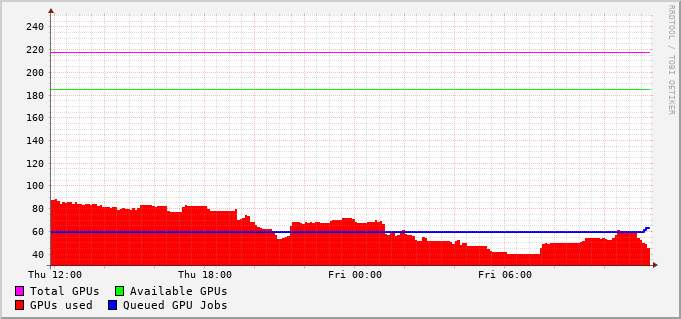 RRDTOOL / TOBI OETIKER
240
220
200
180
160
140
120
100
80
60
40
Thu 12:00 Thu 18:00 Fri 00:00 Fri 06:00
Total GPUs Available GPUs
GPUs used Queued GPU Jobs